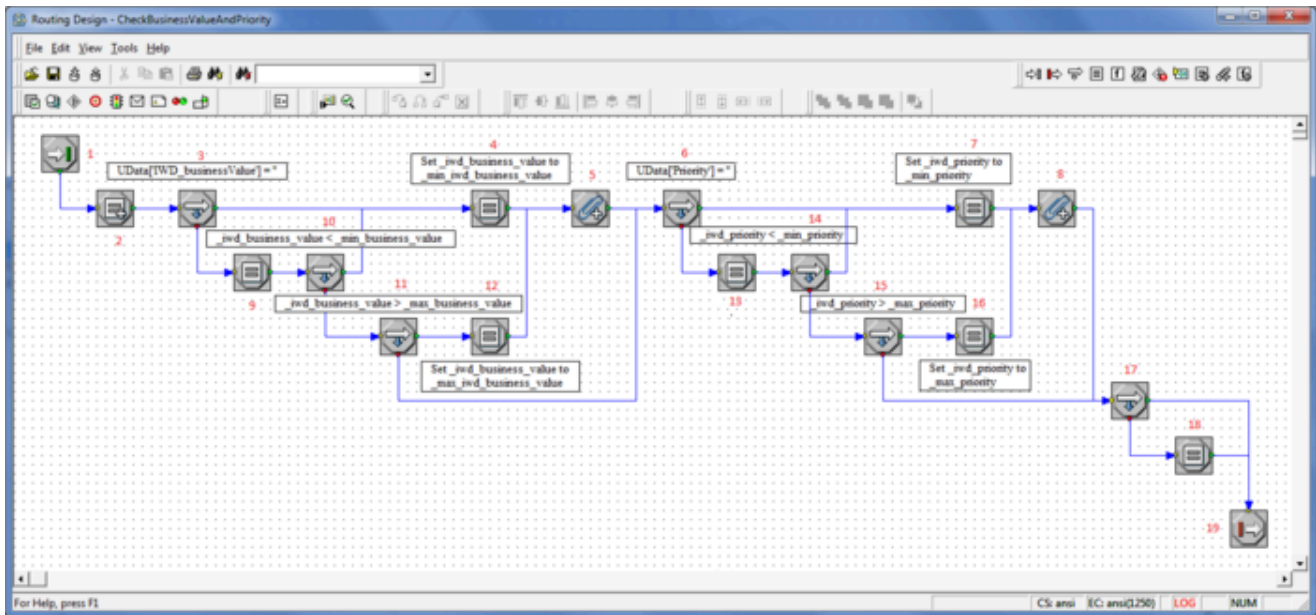 Routing Design - CheckBusinessValueAndPriority
File Edit View Tools Help
1
3
UData['IWD_businessValue'] = ''
4
Set _iwd_business_value to
_min_iwd_business_value
5
6
UData['Priority'] = ''
7
Set _iwd_priority to
_min_priority
8
2
10
_iwd_business_value < _min_business_value
14
_iwd_priority < _min_priority
9
11
12
_iwd_business_value > _max_business_value
13
15
_iwd_priority > _max_priority
16
Set _iwd_business_value to
_max_iwd_business_value
Set _iwd_priority to
_max_priority
17
18
19
For Help, press F1
CS: ansi
EC: ansi(1250)
LOG
NUM